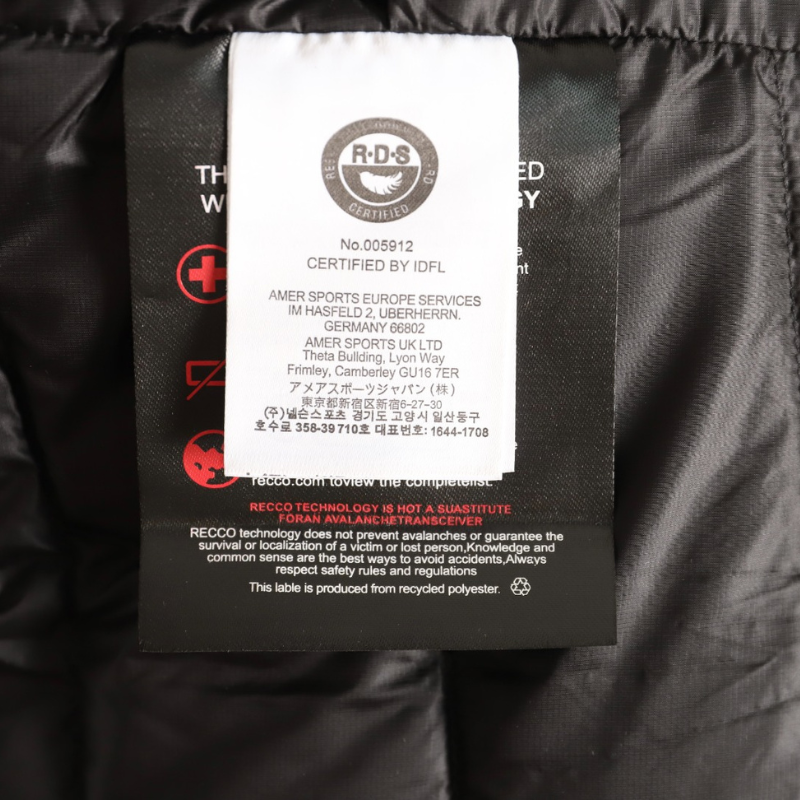 R·D·S
CERTIFIED
No.005912
CERTIFIED BY IDFL
AMER SPORTS EUROPE SERVICES
IM HASFELD 2, UBERHERRN.
GERMANY 66802
AMER SPORTS UK LTD
Theta Bullding, Lyon Way
Frimley, Camberley GU16 7ER
アメアスポーツジャパン (株)
東京都新宿区新宿6-27-30
(주)넬슨스포츠 경기도 고양시 일산동구
호수로 358-39 710호 대표번호: 1644-1708
TH
ED
W
GY
recco.com toview the completelist.
RECCO TECHNOLOGY IS HOT A SUASTITUTE
FORAN AVALANCHETRANSCEIVER
RECCO technology does not prevent avalanches or guarantee the
survival or localization of a victim or lost person,Knowledge and
common sense are the best ways to avoid accidents,Always
respect safety rules and regulations
This lable is produced from recycled polyester.